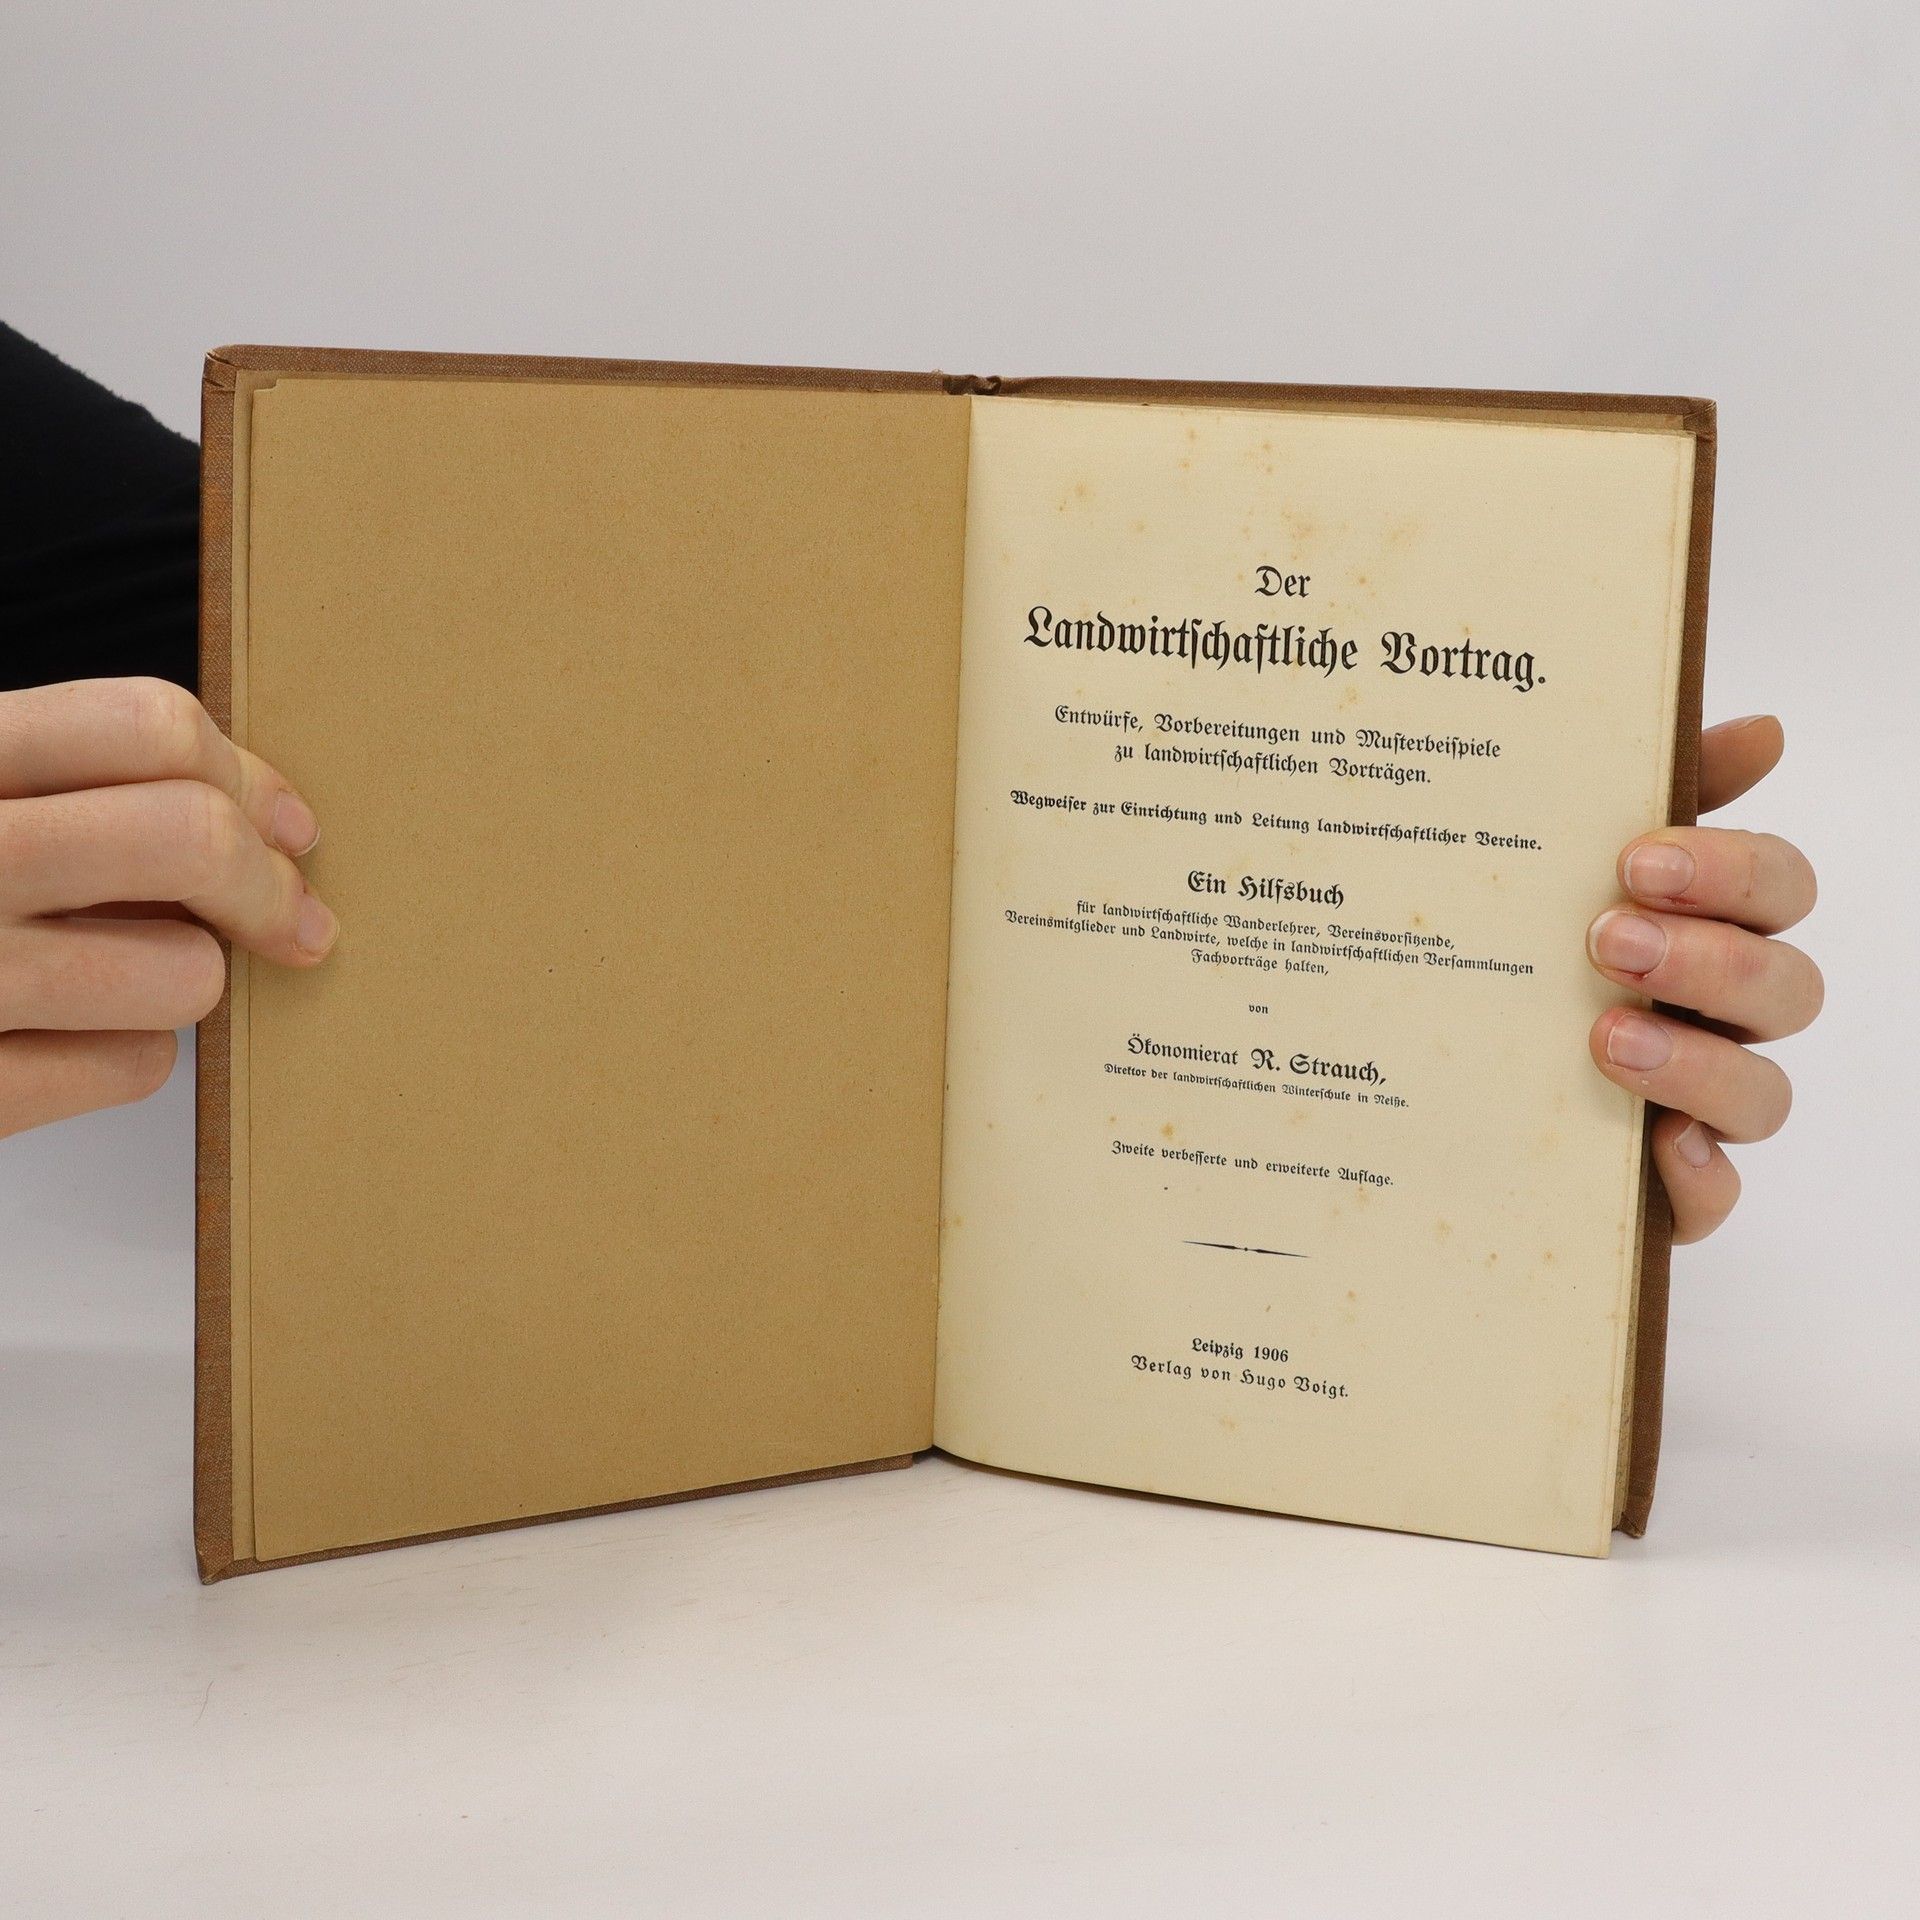 Der
Landwirtſchaftliche Vortrag.
Entwürfe, Vorbereitungen und Muſterbeiſpiele
zu landwirtſchaftlichen Vorträgen.
Wegweiſer zur Einrichtung und Leitung landwirtſchaftlicher Vereine.
Ein Hilfsbuch
für landwirtſchaftliche Wanderlehrer, Vereinsvorſitzende,
Vereinsmitglieder und Landwirte, welche in landwirtſchaftlichen Verſammlungen
Fachvorträge halten,
von
Ökonomierat R. Strauch,
Direktor der landwirtſchaftlichen Winterſchule in Neiße.
Zweite verbeſſerte und erweiterte Auflage.
Leipzig 1906
Verlag von Hugo Voigt.